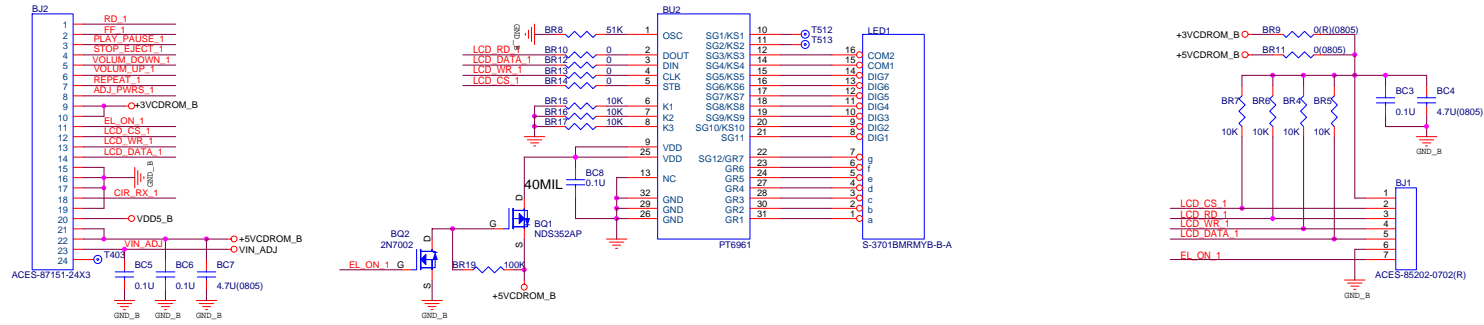 BJ2
1 RD_1
2 FF_1
3 PLAY_PAUSE_1
4 STOP_EJECT_1
5 VOLUM_DOWN_1
6 VOLUM_UP_1
7 REPEAT_1
8 ADJ_PWRS_1
9 +3VCDROM_B
10
11 EL_ON_1
12 LCD_CS_1
13 LCD_WR_1
14 LCD_DATA_1
15
16 GND_B
17
18 CIR_RX_1
19
20 VDD5_B
21
22 +5VCDROM_B
23 VIN_ADJ VIN_ADJ
24 T403
ACES-87151-24X3
BC5 BC6 BC7
0.1U 0.1U 4.7U(0805)
GND_B GND_B GND_B
BU2
GND_B BR8 51K 1 OSC
LCD_RD_1 BR10 0 2 DOUT
LCD_DATA_1 BR12 0 3 DIN
LCD_WR_1 BR13 0 4 CLK
LCD_CS_1 BR14 0 5 STB
BR15 10K 6 K1
BR16 10K 7 K2
BR17 10K 8 K3
GND_B
9 VDD
25 VDD
13 NC
32 GND
29 GND
26 GND
SG1/KS1 10 T512
SG2/KS2 11 T513
SG3/KS3 12
SG4/KS4 14
SG5/KS5 15
SG6/KS6 16
SG7/KS7 17
SG8/KS8 18
SG9/KS9 19
SG10/KS10 20
SG11 21
SG12/GR7 22
GR6 23
GR5 24
GR4 27
GR3 28
GR2 30
GR1 31
PT6961
BC8
0.1U
GND_B
40MIL
D
G
S
BQ1
NDS352AP
BQ2
2N7002
D
EL_ON_1 G
S
GND_B
BR19 100K
+5VCDROM_B
LED1
16 COM2
15 COM1
14 DIG7
13 DIG6
12 DIG5
11 DIG4
10 DIG3
9 DIG2
8 DIG1
7 g
6 f
5 e
4 d
3 c
2 b
1 a
S-3701BMRMYB-B-A
+3VCDROM_B BR9 0(R)(0805)
+5VCDROM_B BR11 0(0805)
BR7 BR6 BR4 BR5 BC3 BC4
10K 10K 10K 10K 0.1U 4.7U(0805)
GND_B
BJ1
1
LCD_CS_1 2
LCD_RD_1 3
LCD_WR_1 4
LCD_DATA_1 5
6
EL_ON_1 7
ACES-85202-0702(R)
GND_B